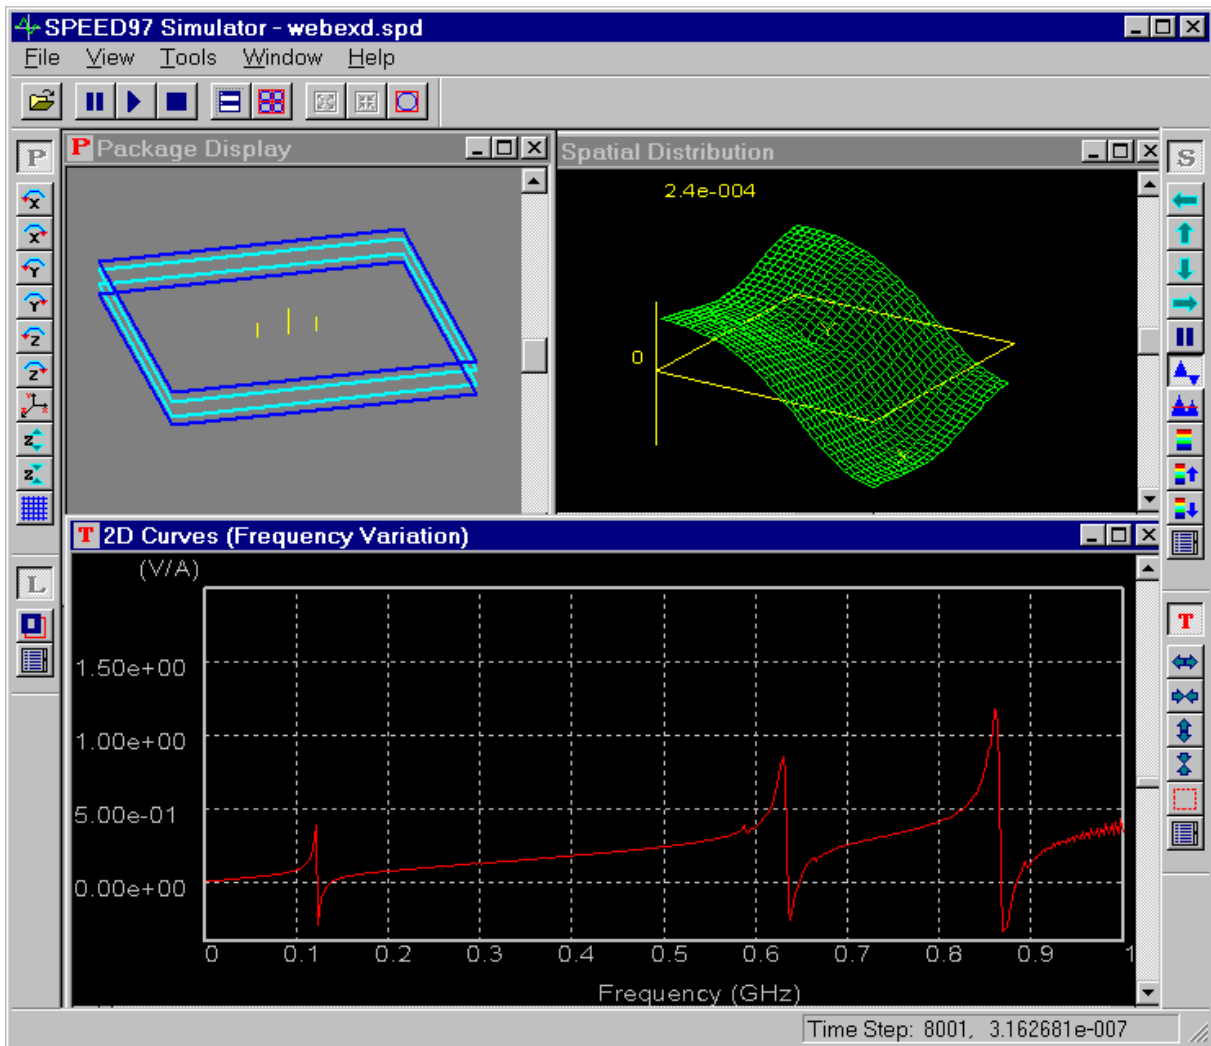 SPEED97 Simulator - webexd.spd
File View Tools Window Help
P Package Display
Spatial Distribution
P
S
X
X
Y
Y
Z
Z
Z
Z
2.4e-004
0
Y
X
T 2D Curves (Frequency Variation)
L
T
(V/A)
1.50e+00
1.00e+00
5.00e-01
0.00e+00
0 0.1 0.2 0.3 0.4 0.5 0.6 0.7 0.8 0.9 1
Frequency (GHz)
Time Step: 8001, 3.162681e-007